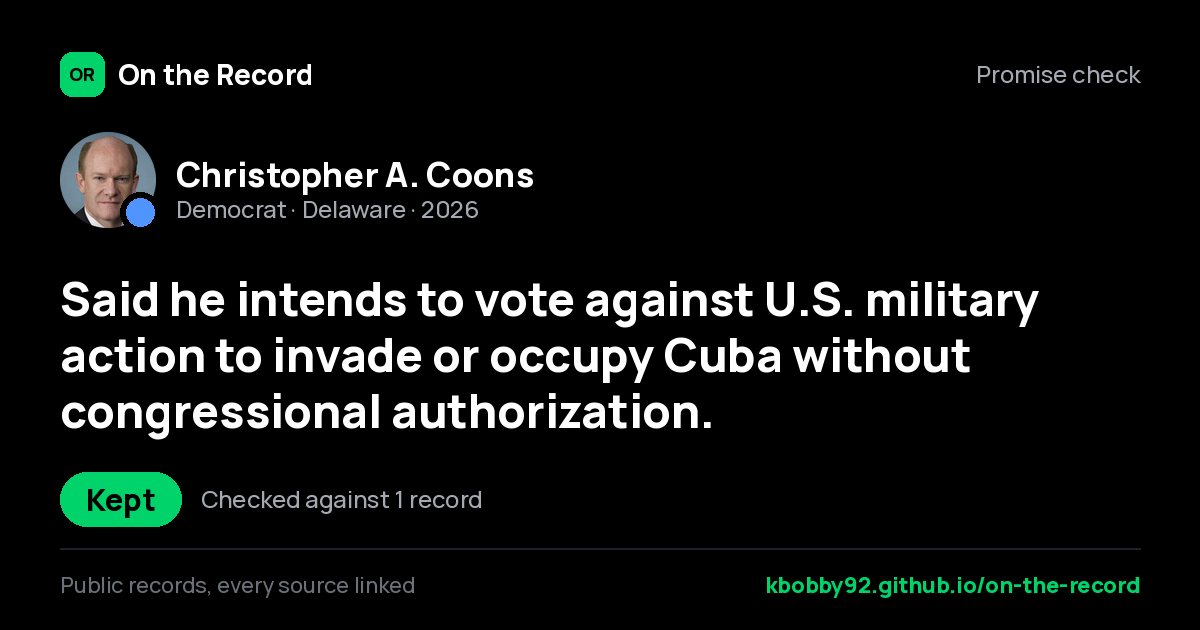 OR On the Record
Promise check
Christopher A. Coons
Democrat · Delaware · 2026
Said he intends to vote against U.S. military
action to invade or occupy Cuba without
congressional authorization.
Kept Checked against 1 record
Public records, every source linked
kbobby92.github.io/on-the-record